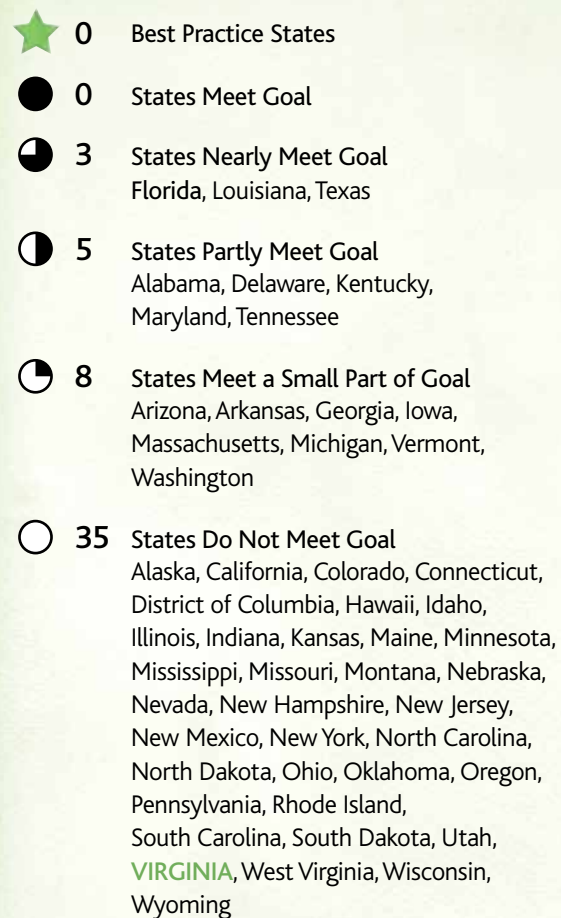 0 Best Practice States
0 States Meet Goal
3 States Nearly Meet Goal
Florida, Louisiana, Texas
5 States Partly Meet Goal
Alabama, Delaware, Kentucky,
Maryland, Tennessee
8 States Meet a Small Part of Goal
Arizona, Arkansas, Georgia, Iowa,
Massachusetts, Michigan, Vermont,
Washington
35 States Do Not Meet Goal
Alaska, California, Colorado, Connecticut,
District of Columbia, Hawaii, Idaho,
Illinois, Indiana, Kansas, Maine, Minnesota,
Mississippi, Missouri, Montana, Nebraska,
Nevada, New Hampshire, New Jersey,
New Mexico, New York, North Carolina,
North Dakota, Ohio, Oklahoma, Oregon,
Pennsylvania, Rhode Island,
South Carolina, South Dakota, Utah,
VIRGINIA, West Virginia, Wisconsin,
Wyoming